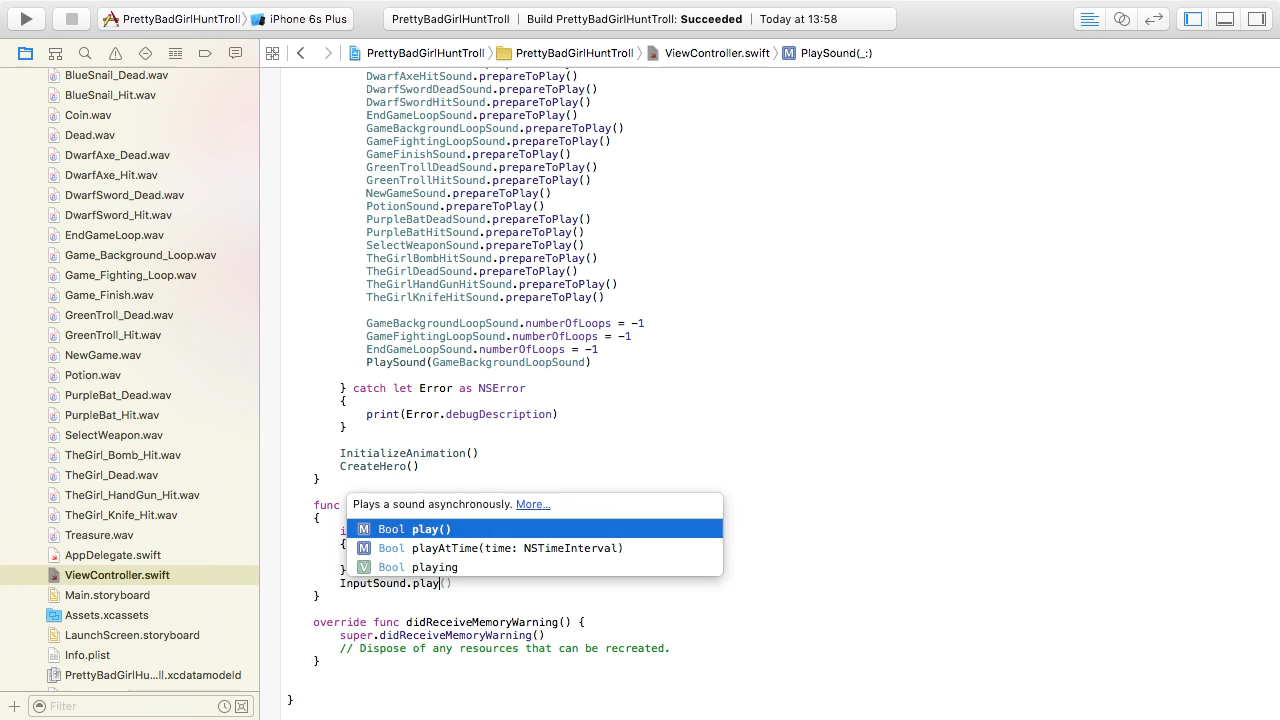 PrettyBadGirlHuntTroll
iPhone 6s Plus
PrettyBadGirlHuntTroll
Build PrettyBadGirlHuntTroll: Succeeded
Today at 13:58
PrettyBadGirlHuntTroll
PrettyBadGirlHuntTroll
ViewController.swift
M
PlaySound(_:)
BlueSnail_Dead.wav
BlueSnail_Hit.wav
Coin.wav
Dead.wav
DwarfAxe_Dead.wav
DwarfAxe_Hit.wav
DwarfSword_Dead.wav
DwarfSword_Hit.wav
EndGameLoop.wav
Game_Background_Loop.wav
Game_Fighting_Loop.wav
Game_Finish.wav
GreenTroll_Dead.wav
GreenTroll_Hit.wav
NewGame.wav
Potion.wav
PurpleBat_Dead.wav
PurpleBat_Hit.wav
SelectWeapon.wav
TheGirl_Bomb_Hit.wav
TheGirl_Dead.wav
TheGirl_HandGun_Hit.wav
TheGirl_Knife_Hit.wav
Treasure.wav
AppDelegate.swift
ViewController.swift
Main.storyboard
Assets.xcassets
LaunchScreen.storyboard
Info.plist
PrettyBadGirlHu...ll.xcdatamodeld
Filter
DwarfAxeHitSound.prepareToPlay()
DwarfSwordDeadSound.prepareToPlay()
DwarfSwordHitSound.prepareToPlay()
EndGameLoopSound.prepareToPlay()
GameBackgroundLoopSound.prepareToPlay()
GameFightingLoopSound.prepareToPlay()
GameFinishSound.prepareToPlay()
GreenTrollDeadSound.prepareToPlay()
GreenTrollHitSound.prepareToPlay()
NewGameSound.prepareToPlay()
PotionSound.prepareToPlay()
PurpleBatDeadSound.prepareToPlay()
PurpleBatHitSound.prepareToPlay()
SelectWeaponSound.prepareToPlay()
TheGirlBombHitSound.prepareToPlay()
TheGirlDeadSound.prepareToPlay()
TheGirlHandGunHitSound.prepareToPlay()
TheGirlKnifeHitSound.prepareToPlay()
GameBackgroundLoopSound.numberOfLoops = -1
GameFightingLoopSound.numberOfLoops = -1
EndGameLoopSound.numberOfLoops = -1
PlaySound(GameBackgroundLoopSound)
} catch let Error as NSError
{
print(Error.debugDescription)
}
InitializeAnimation()
CreateHero()
}
func
{
Plays a sound asynchronously. More...
M Bool play()
M Bool playAtTime(time: NSTimeInterval)
V Bool playing
i
{
}
InputSound.play()
}
override func didReceiveMemoryWarning() {
super.didReceiveMemoryWarning()
// Dispose of any resources that can be recreated.
}
}